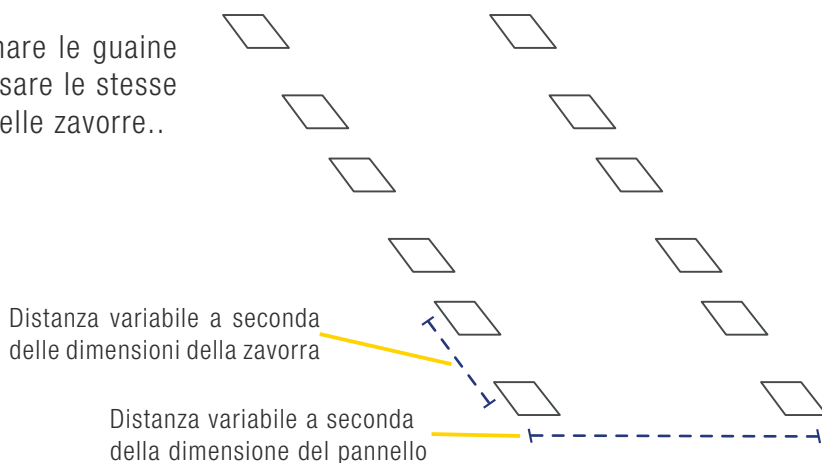 le guaine
sare le stesse
elle zavorre..
Distanza variabile a seconda
delle dimensioni della zavorra
Distanza variabile a seconda
della dimensione del pannello